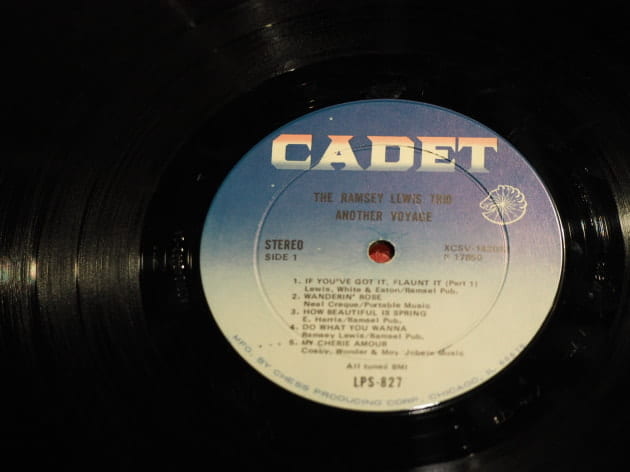 CADET
THE RAMSEY LEWIS TRIO
ANOTHER VOYAGE
STEREO
SIDE 1
P 17850
1. IF YOU'VE GOT IT, FLAUNT IT (Part 1)
Lewis, White & Eaton/Ramsel Pub.
2. WANDERIN' ROSE
Neal Creque/Portable Music
3. HOW BEAUTIFUL IS SPRING
E. Harris/Ramsel Pub.
4. DO WHAT YOU WANNA
Ramsey Lewis/Ramsel Pub.
5. MY CHERIE AMOUR
Cosby, Wonder & Moy/Jobete Music
All tunes BMI
LPS-827
MFG. BY CHESS PRODUCING CORP., CHICAGO, IL